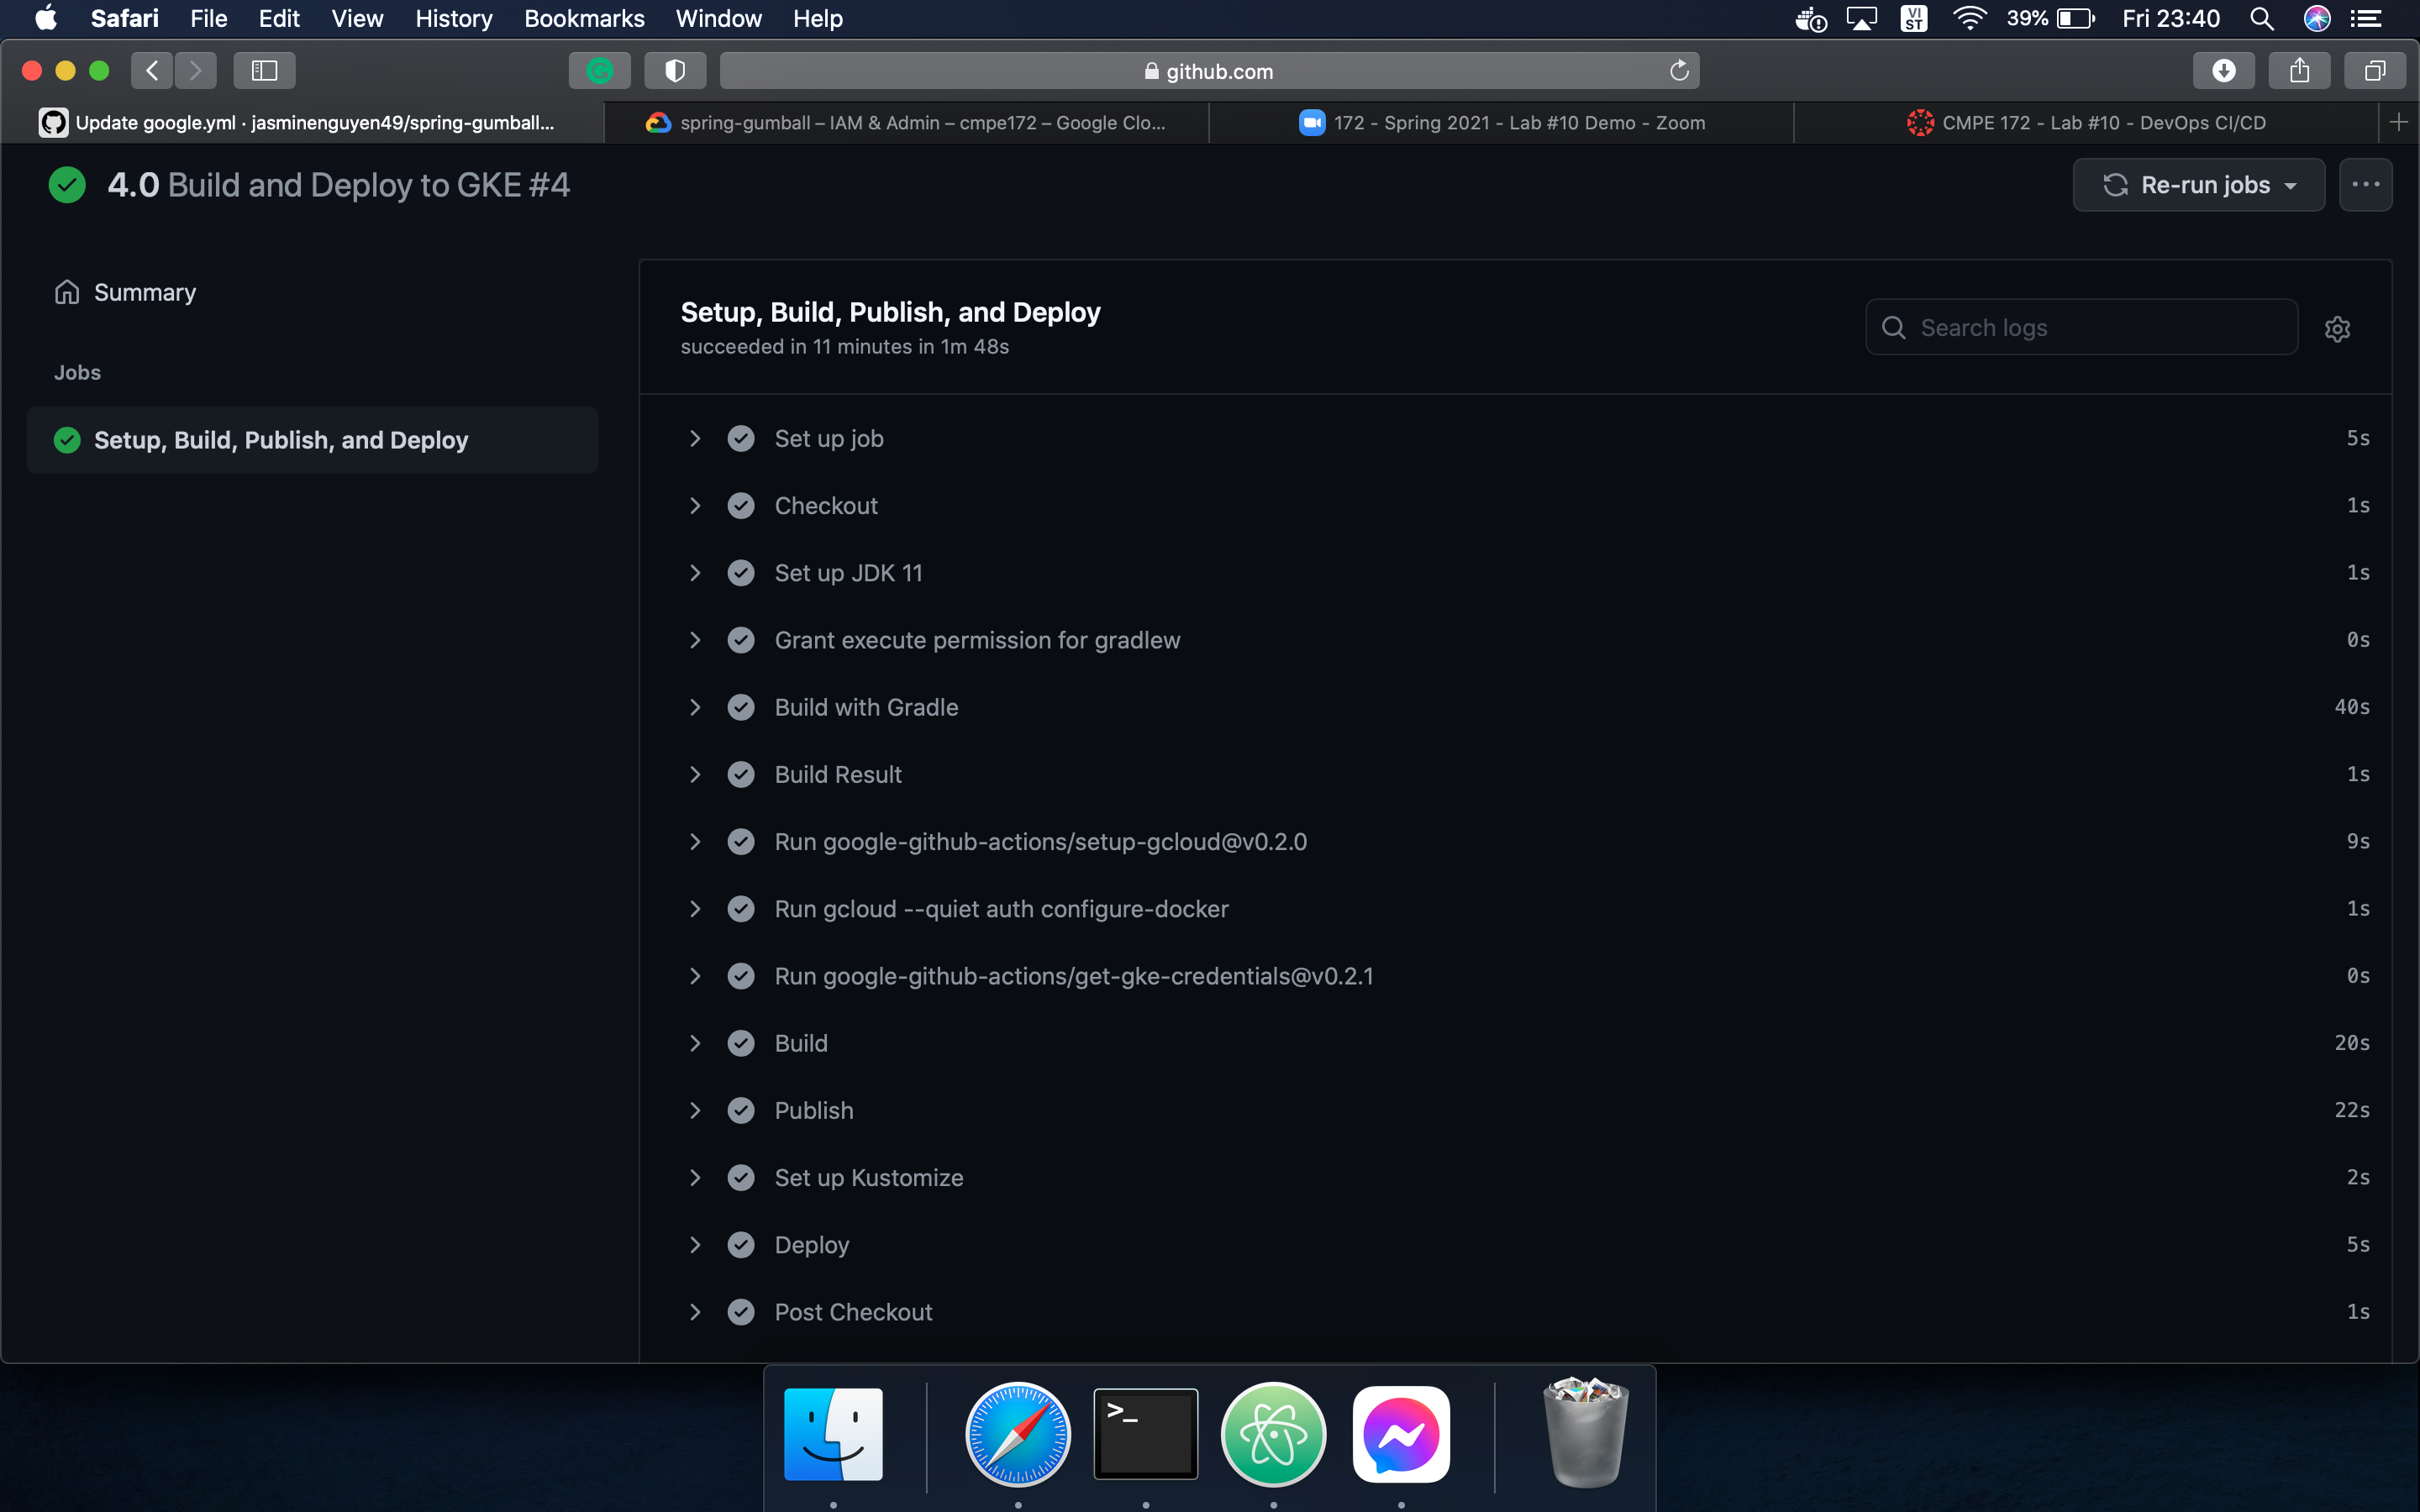 Safari File Edit View History Bookmarks Window Help VI ST 39% Fri 23:40
github.com
Update google.yml · jasminenguyen49/spring-gumball... spring-gumball – IAM & Admin – cmpe172 – Google Clo... 172 - Spring 2021 - Lab #10 Demo - Zoom CMPE 172 - Lab #10 - DevOps CI/CD
4.0 Build and Deploy to GKE #4 Re-run jobs
Summary
Jobs
Setup, Build, Publish, and Deploy
Setup, Build, Publish, and Deploy
succeeded in 11 minutes in 1m 48s
Search logs
Set up job 5s
Checkout 1s
Set up JDK 11 1s
Grant execute permission for gradlew 0s
Build with Gradle 40s
Build Result 1s
Run google-github-actions/setup-gcloud@v0.2.0 9s
Run gcloud --quiet auth configure-docker 1s
Run google-github-actions/get-gke-credentials@v0.2.1 0s
Build 20s
Publish 22s
Set up Kustomize 2s
Deploy 5s
Post Checkout 1s
>_